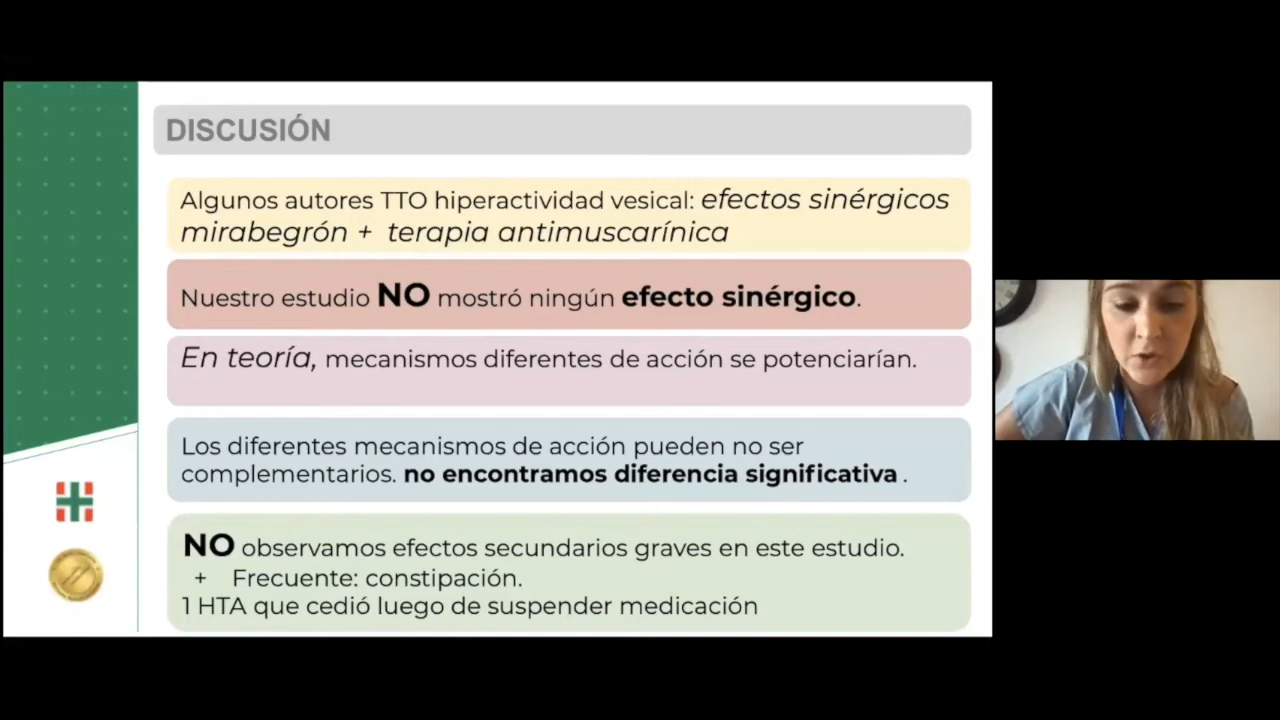 DISCUSIÓN
Algunos autores TTO hiperactividad vesical: efectos sinérgicos
mirabegrón + terapia antimuscarínica
Nuestro estudio NO mostró ningún efecto sinérgico.
En teoría, mecanismos diferentes de acción se potenciarían.
Los diferentes mecanismos de acción pueden no ser
complementarios. no encontramos diferencia significativa .
NO observamos efectos secundarios graves en este estudio.
+ Frecuente: constipación.
1 HTA que cedió luego de suspender medicación